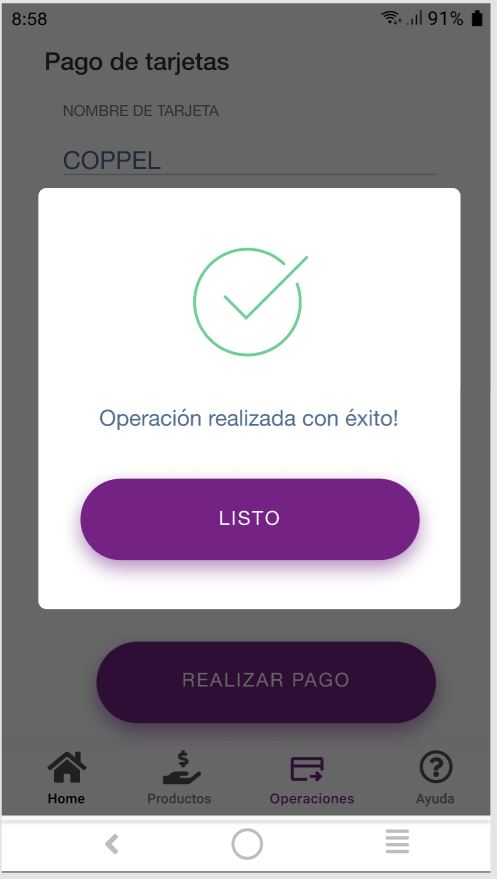 8:58
91%
Pago de tarjetas
NOMBRE DE TARJETA
COPPEL
Operación realizada con éxito!
LISTO
REALIZAR PAGO
Home
Productos
Operaciones
Ayuda